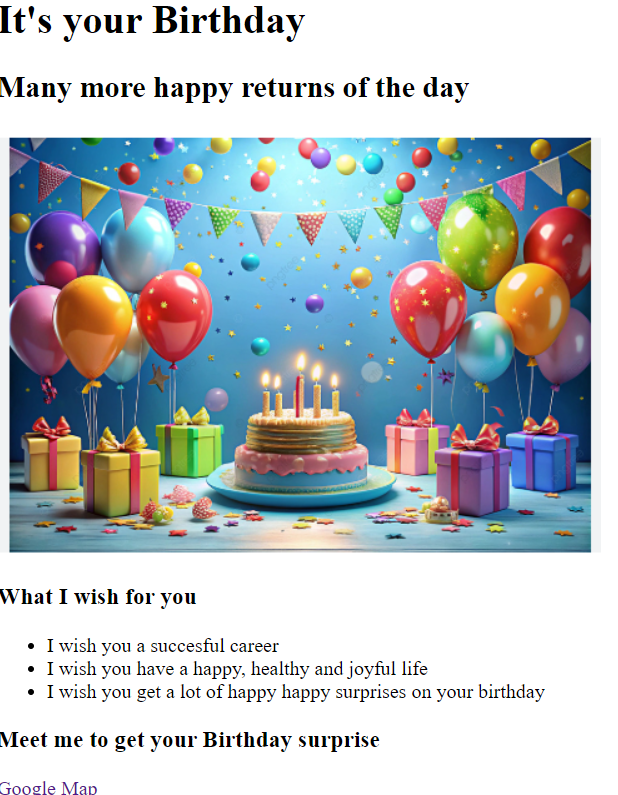 It's your Birthday
Many more happy returns of the day
What I wish for you
I wish you a succesful career
I wish you have a happy, healthy and joyful life
I wish you get a lot of happy happy surprises on your birthday
Meet me to get your Birthday surprise
Google Map